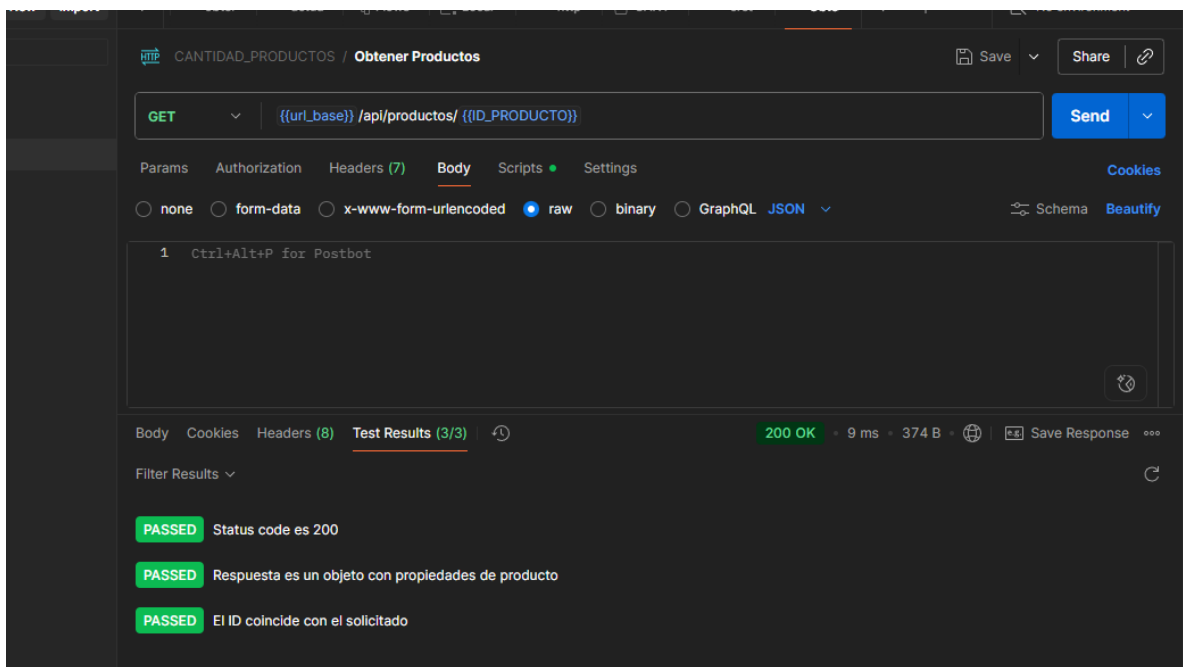 HTTP CANTIDAD_PRODUCTOS / Obtener Productos Save Share
GET {{url_base}} /api/productos/ {{ID_PRODUCTO}} Send
Params Authorization Headers (7) Body Scripts Settings Cookies
none form-data x-www-form-urlencoded raw binary GraphQL JSON Schema Beautify
1 Ctrl+Alt+P for Postbot
Body Cookies Headers (8) Test Results (3/3) 200 OK 9 ms 374 B e.g. Save Response
Filter Results
PASSED Status code es 200
PASSED Respuesta es un objeto con propiedades de producto
PASSED El ID coincide con el solicitado